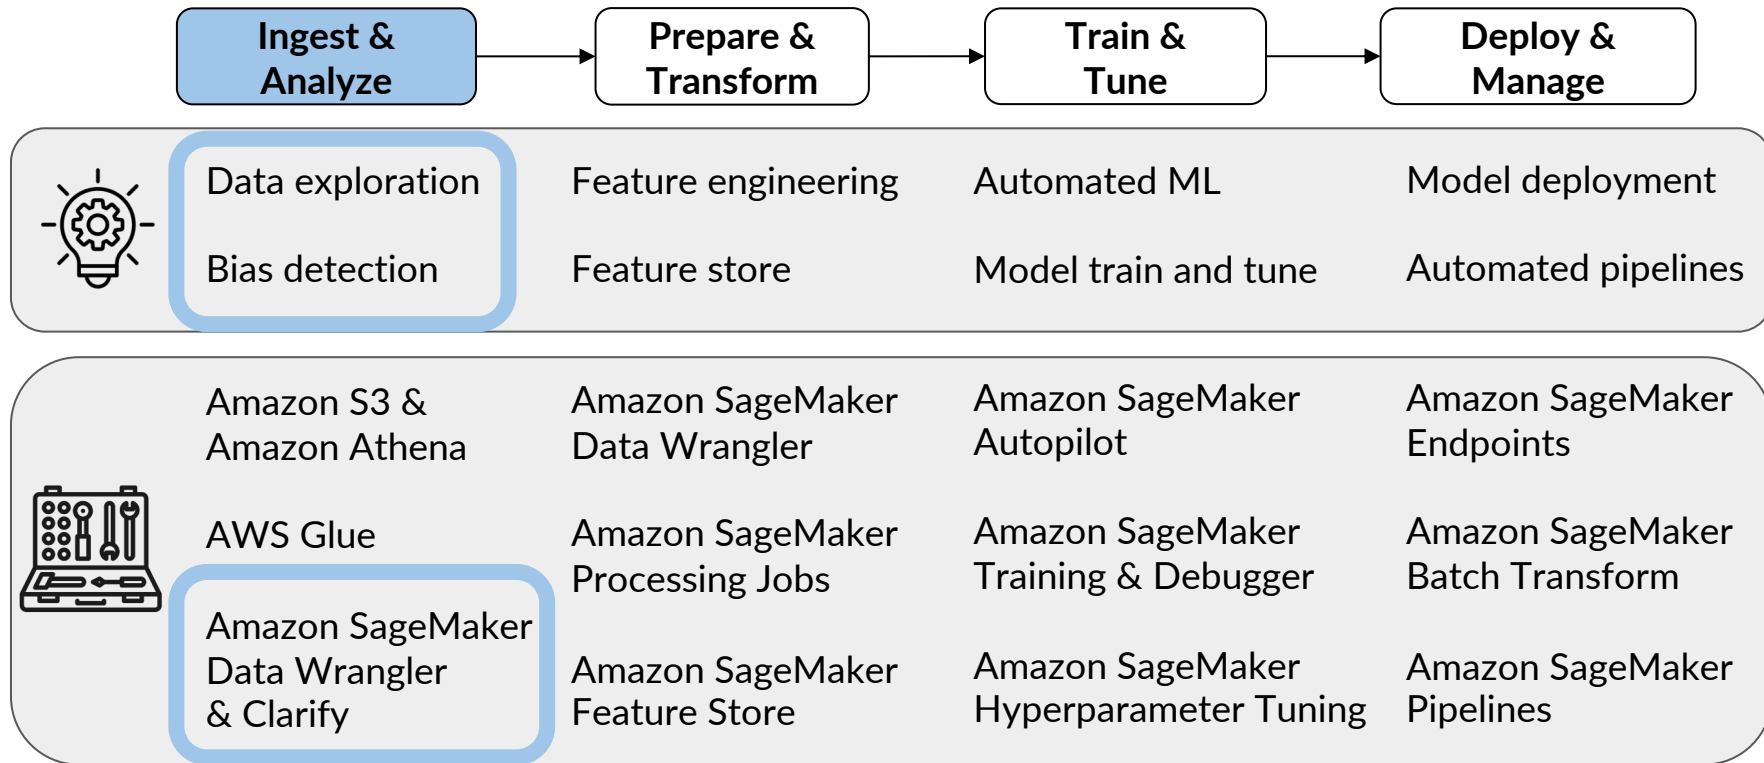 Ingest &
Analyze
Prepare &
Transform
Train &
Tune
Deploy &
Manage
Data exploration
Feature engineering
Automated ML
Model deployment
Bias detection
Feature store
Model train and tune
Automated pipelines
Amazon S3 &
Amazon Athena
Amazon SageMaker
Data Wrangler
Amazon SageMaker
Autopilot
Amazon SageMaker
Endpoints
AWS Glue
Amazon SageMaker
Processing Jobs
Amazon SageMaker
Training & Debugger
Amazon SageMaker
Batch Transform
Amazon SageMaker
Data Wrangler
& Clarify
Amazon SageMaker
Feature Store
Amazon SageMaker
Hyperparameter Tuning
Amazon SageMaker
Pipelines